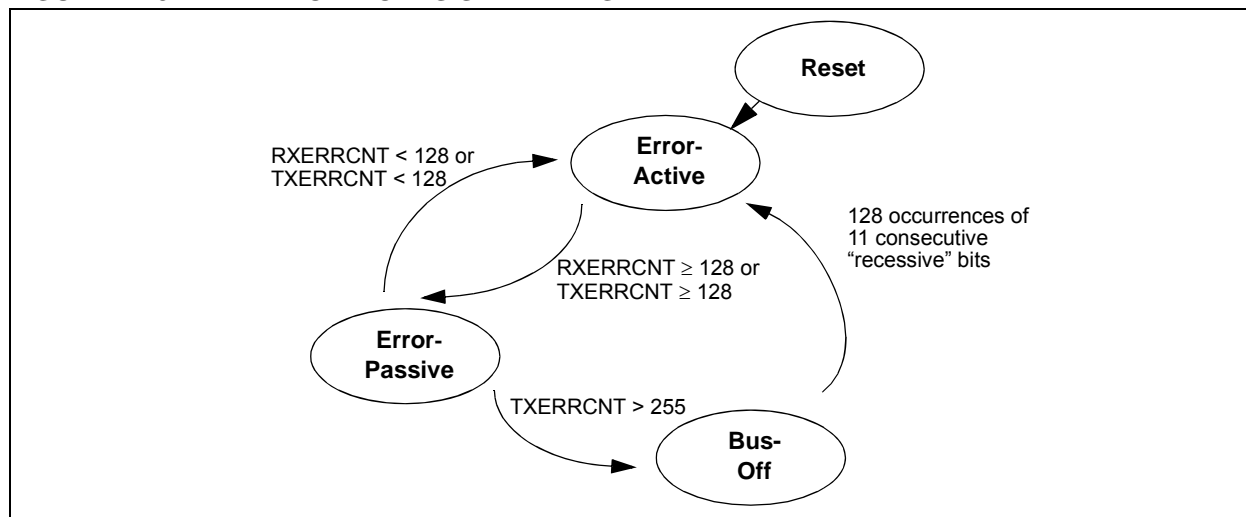 Reset
Error-
Active
RXERRCNT < 128 or
TXERRCNT < 128
128 occurrences of
11 consecutive
“recessive” bits
RXERRCNT ≥ 128 or
TXERRCNT ≥ 128
Error-
Passive
TXERRCNT > 255
Bus-
Off